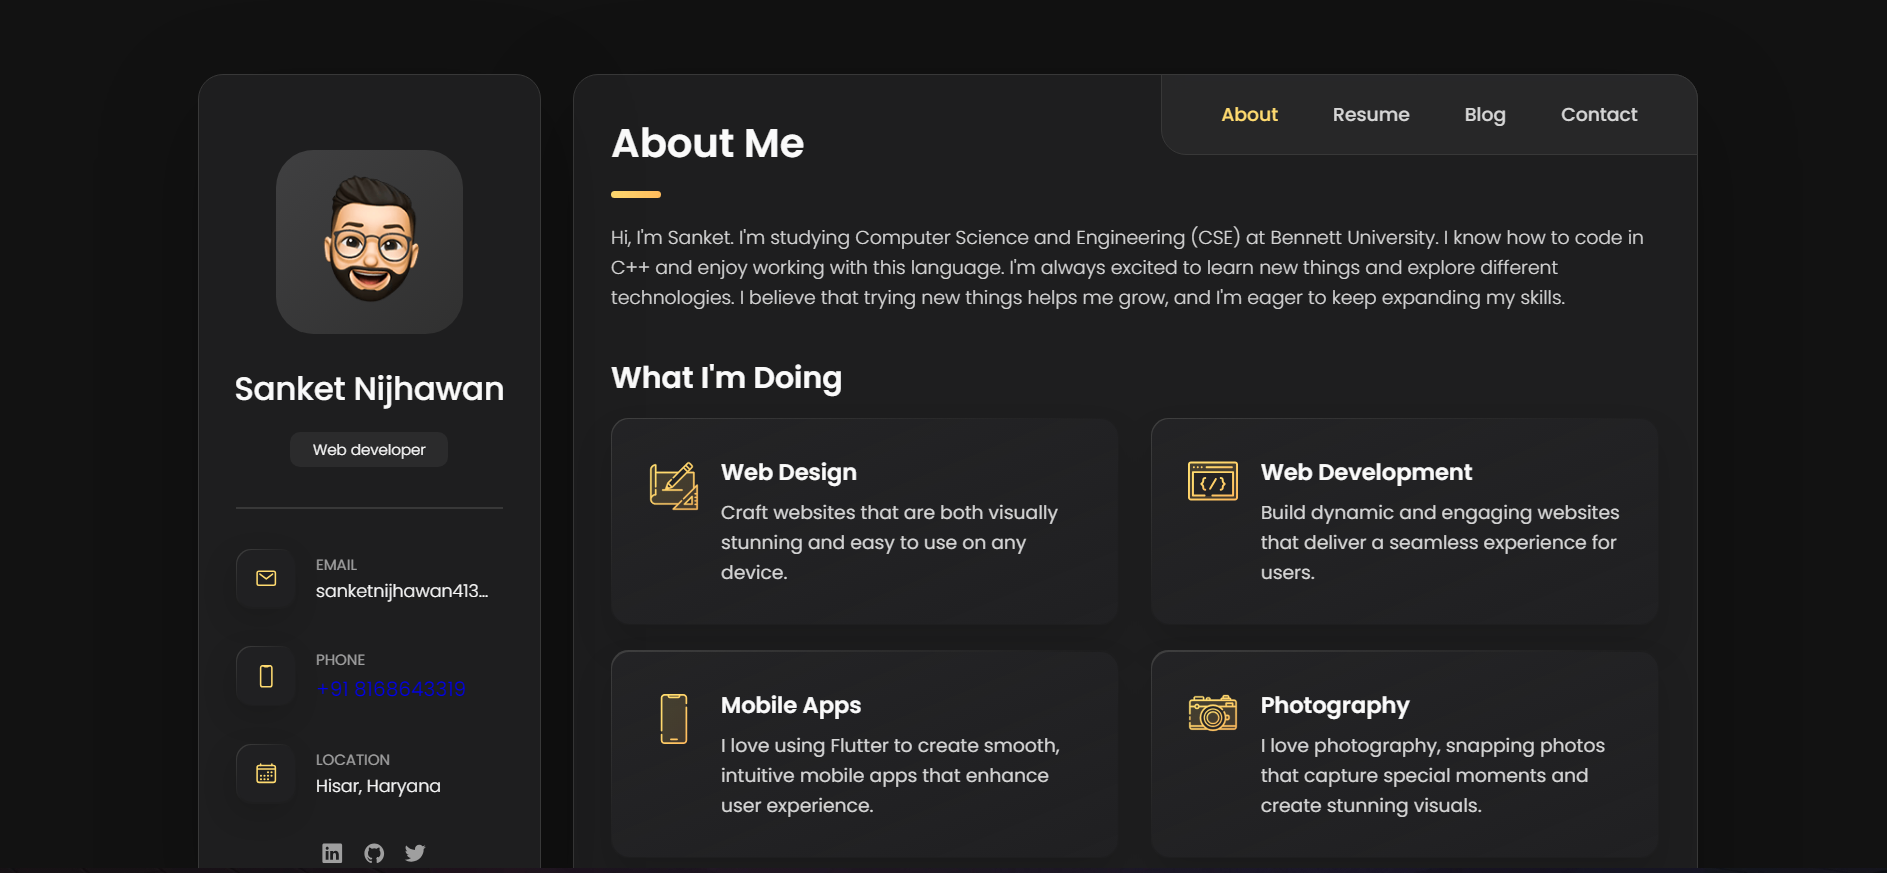 Sanket Nijhawan
Web developer
EMAIL
sanketnijhawan413...
PHONE
+91 8168643319
LOCATION
Hisar, Haryana
About
Resume
Blog
Contact
About Me
Hi, I'm Sanket. I'm studying Computer Science and Engineering (CSE) at Bennett University. I know how to code in
C++ and enjoy working with this language. I'm always excited to learn new things and explore different
technologies. I believe that trying new things helps me grow, and I'm eager to keep expanding my skills.
What I'm Doing
Web Design
Craft websites that are both visually
stunning and easy to use on any
device.
Web Development
Build dynamic and engaging websites
that deliver a seamless experience for
users.
Mobile Apps
I love using Flutter to create smooth,
intuitive mobile apps that enhance
user experience.
Photography
I love photography, snapping photos
that capture special moments and
create stunning visuals.